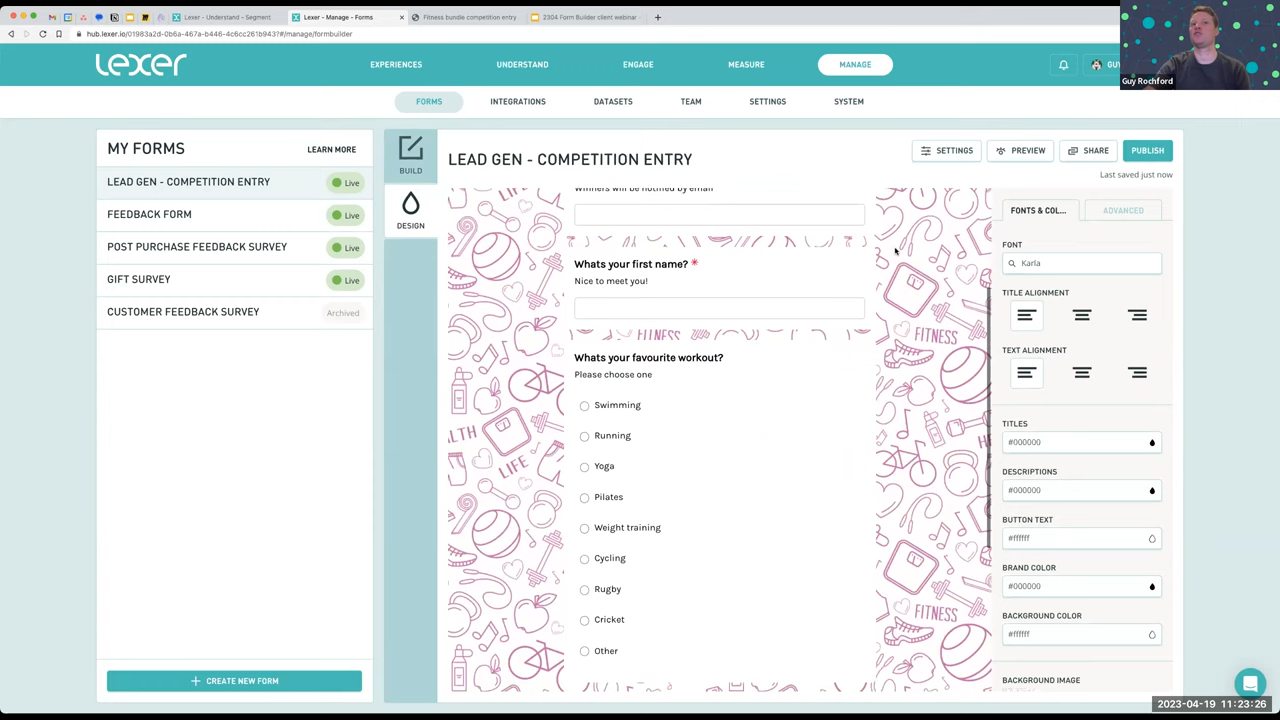 Lexer - Understand - Segment
Lexer - Manage - Forms
Fitness bundle competition entry
2304 Form Builder client webinar
hub.lexer.io/01983a2d-0b6a-467a-b446-4c6cc261b943?#/manage/formbuilder
Lexer
EXPERIENCES
UNDERSTAND
ENGAGE
MEASURE
MANAGE
GUY
Guy Rochford
FORMS
INTEGRATIONS
DATASETS
TEAM
SETTINGS
SYSTEM
MY FORMS
LEARN MORE
LEAD GEN - COMPETITION ENTRY
Live
FEEDBACK FORM
Live
POST PURCHASE FEEDBACK SURVEY
Live
GIFT SURVEY
Live
CUSTOMER FEEDBACK SURVEY
Archived
CREATE NEW FORM
BUILD
DESIGN
LEAD GEN - COMPETITION ENTRY
SETTINGS
PREVIEW
SHARE
PUBLISH
Last saved just now
Winners will be notified by email
Whats your first name? *
Nice to meet you!
FITNESS
FITNESS
Whats your favourite workout?
Please choose one
Swimming
Running
Yoga
Pilates
Weight training
Cycling
Rugby
Cricket
Other
LIFE
FITNESS
FONTS & COL...
ADVANCED
FONT
Karla
TITLE ALIGNMENT
TEXT ALIGNMENT
TITLES
#000000
DESCRIPTIONS
#000000
BUTTON TEXT
#ffffff
BRAND COLOR
#000000
BACKGROUND COLOR
#ffffff
BACKGROUND IMAGE
2023-04-19 11:23:26